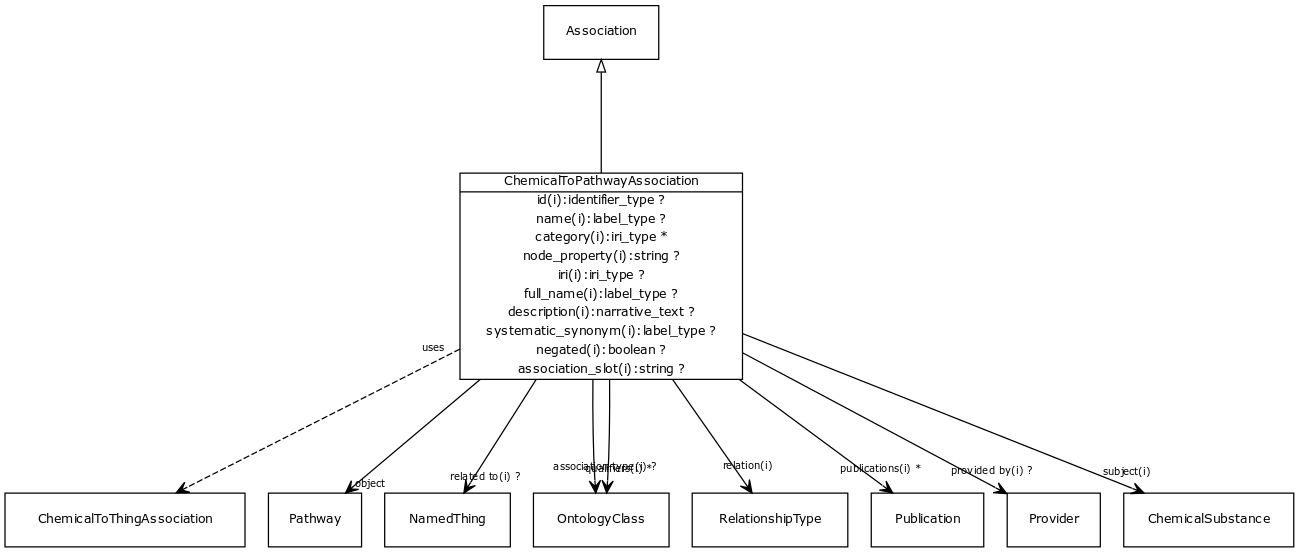 Association
ChemicalToPathwayAssociation
id(i):identifier_type ?
name(i):label_type ?
category(i):iri_type *
node_property(i):string ?
iri(i):iri_type ?
full_name(i):label_type ?
description(i):narrative_text ?
systematic_synonym(i):label_type ?
negated(i):boolean ?
association_slot(i):string ?
uses
object
related to(i) ?
association type(i) ?
qualifiers(i) *
relation(i)
publications(i) *
provided by(i) ?
subject(i)
ChemicalToThingAssociation
Pathway
NamedThing
OntologyClass
RelationshipType
Publication
Provider
ChemicalSubstance